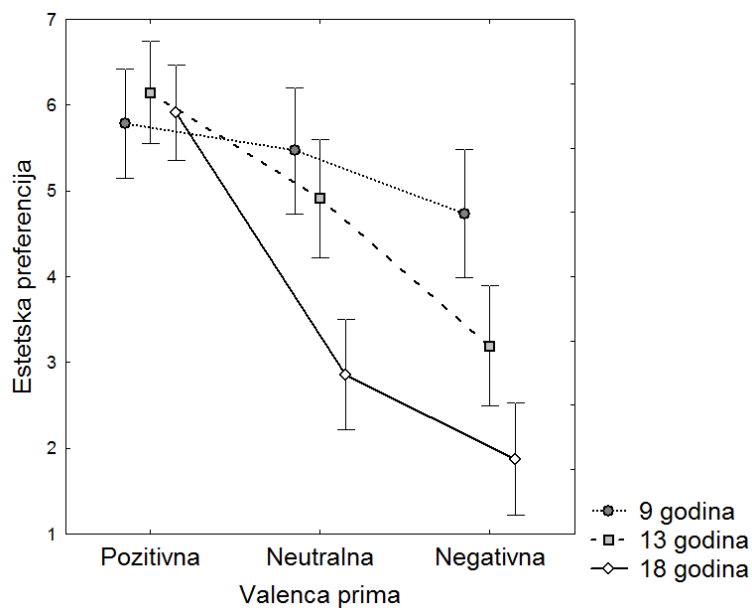 7
6
5
4
3
2
1
Estetska preferencija
Pozitivna
Neutralna
Negativna
Valenca prima
9 godina
13 godina
18 godina